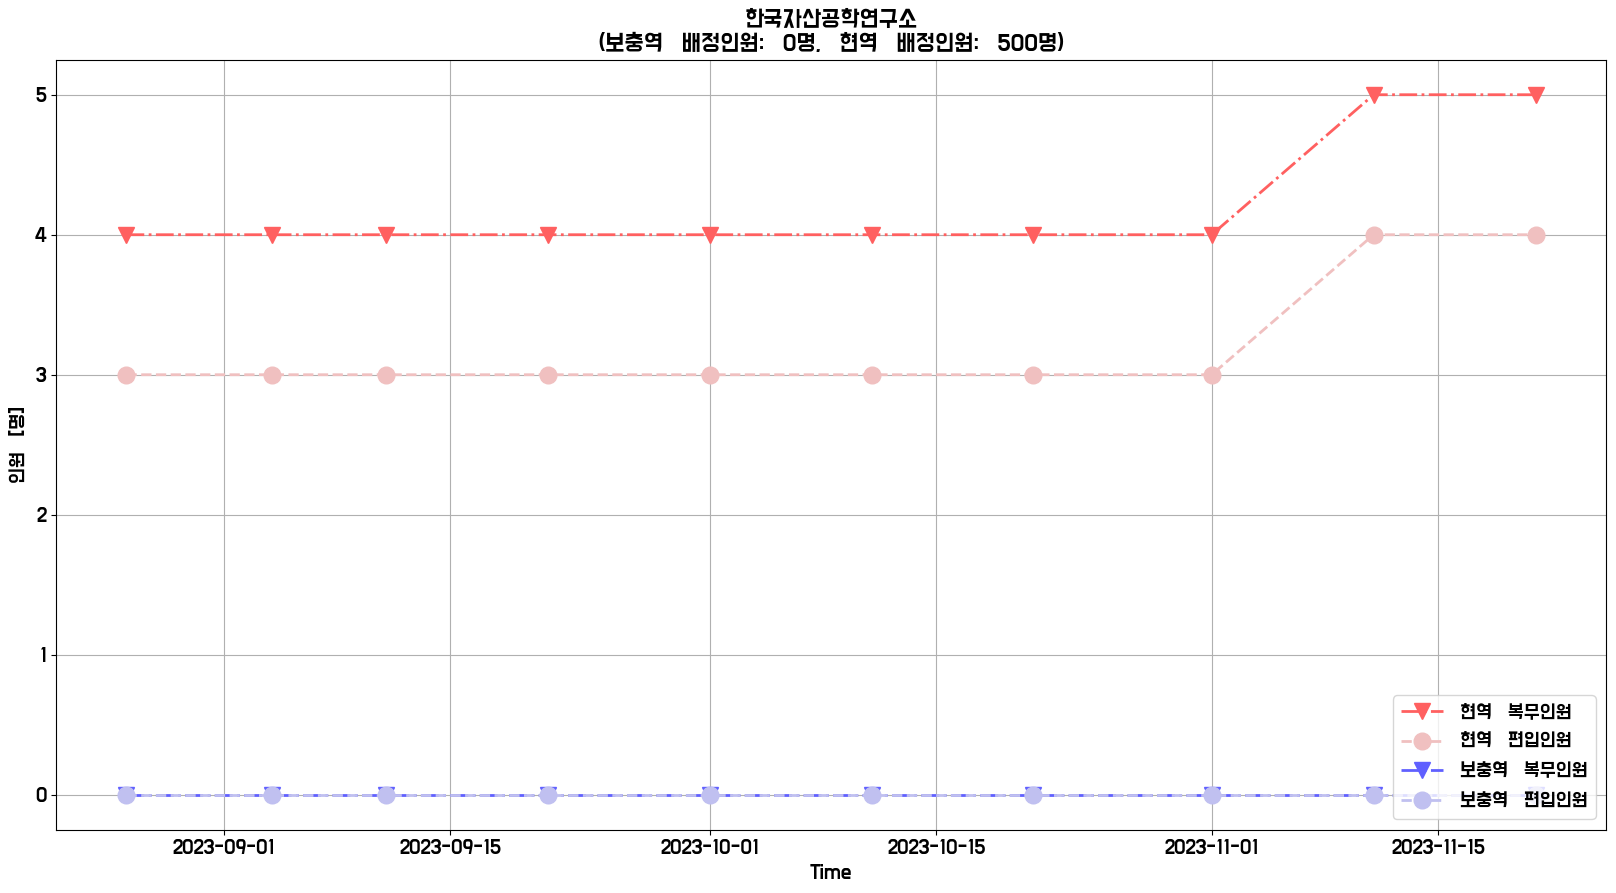 한국자산공학연구소
(보충역 배정인원: 0명, 현역 배정인원: 500명)
5
4
3
2
1
0
인원 [명]
현역 복무인원
현역 편입인원
보충역 복무인원
보충역 편입인원
2023-09-01 2023-09-15 2023-10-01 2023-10-15 2023-11-01 2023-11-15
Time